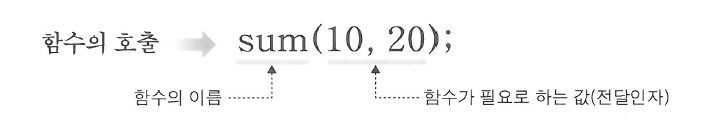 함수의 호출 sum(10, 20);
함수의 이름 함수가 필요로 하는 값(전달인자)